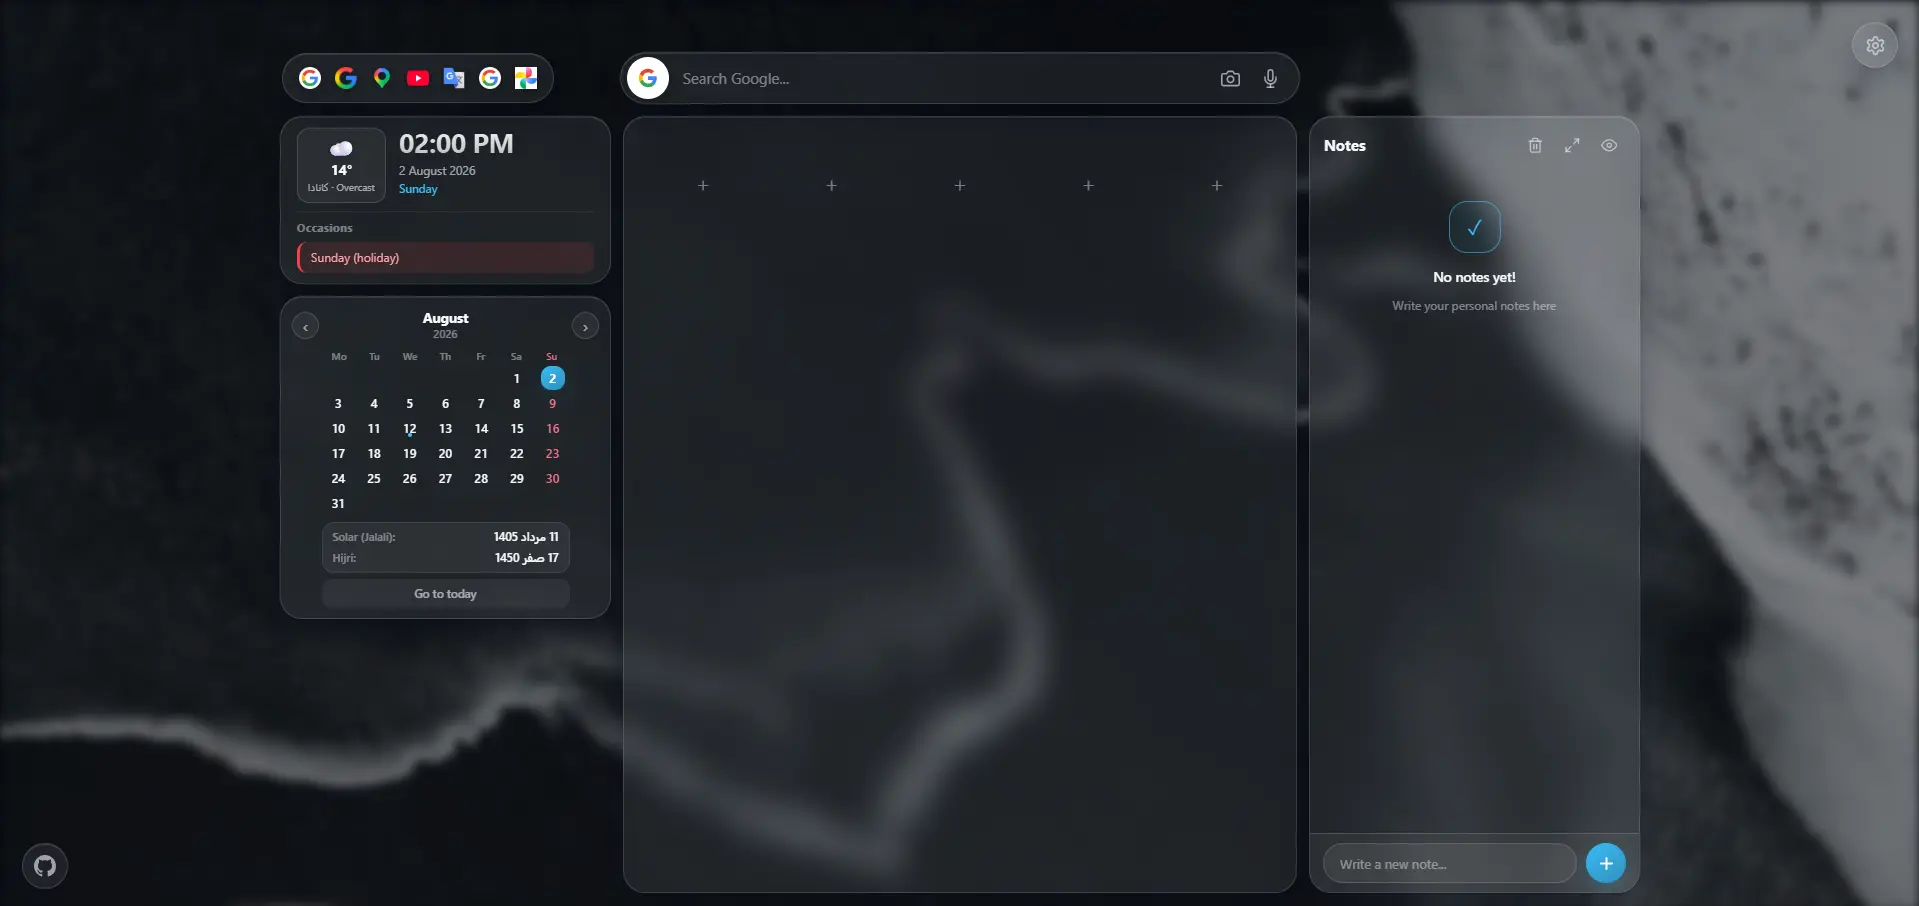 Search Google...
14°
کانادا - Overcast
02:00 PM
2 August 2026
Sunday
Occasions
Sunday (holiday)
August
2026
Mo Tu We Th Fr Sa Su
1 2
3 4 5 6 7 8 9
10 11 12 13 14 15 16
17 18 19 20 21 22 23
24 25 26 27 28 29 30
31
Solar (Jalali): 11 مرداد 1405
Hijri: 17 صفر 1450
Go to today
Notes
No notes yet!
Write your personal notes here
Write a new note...